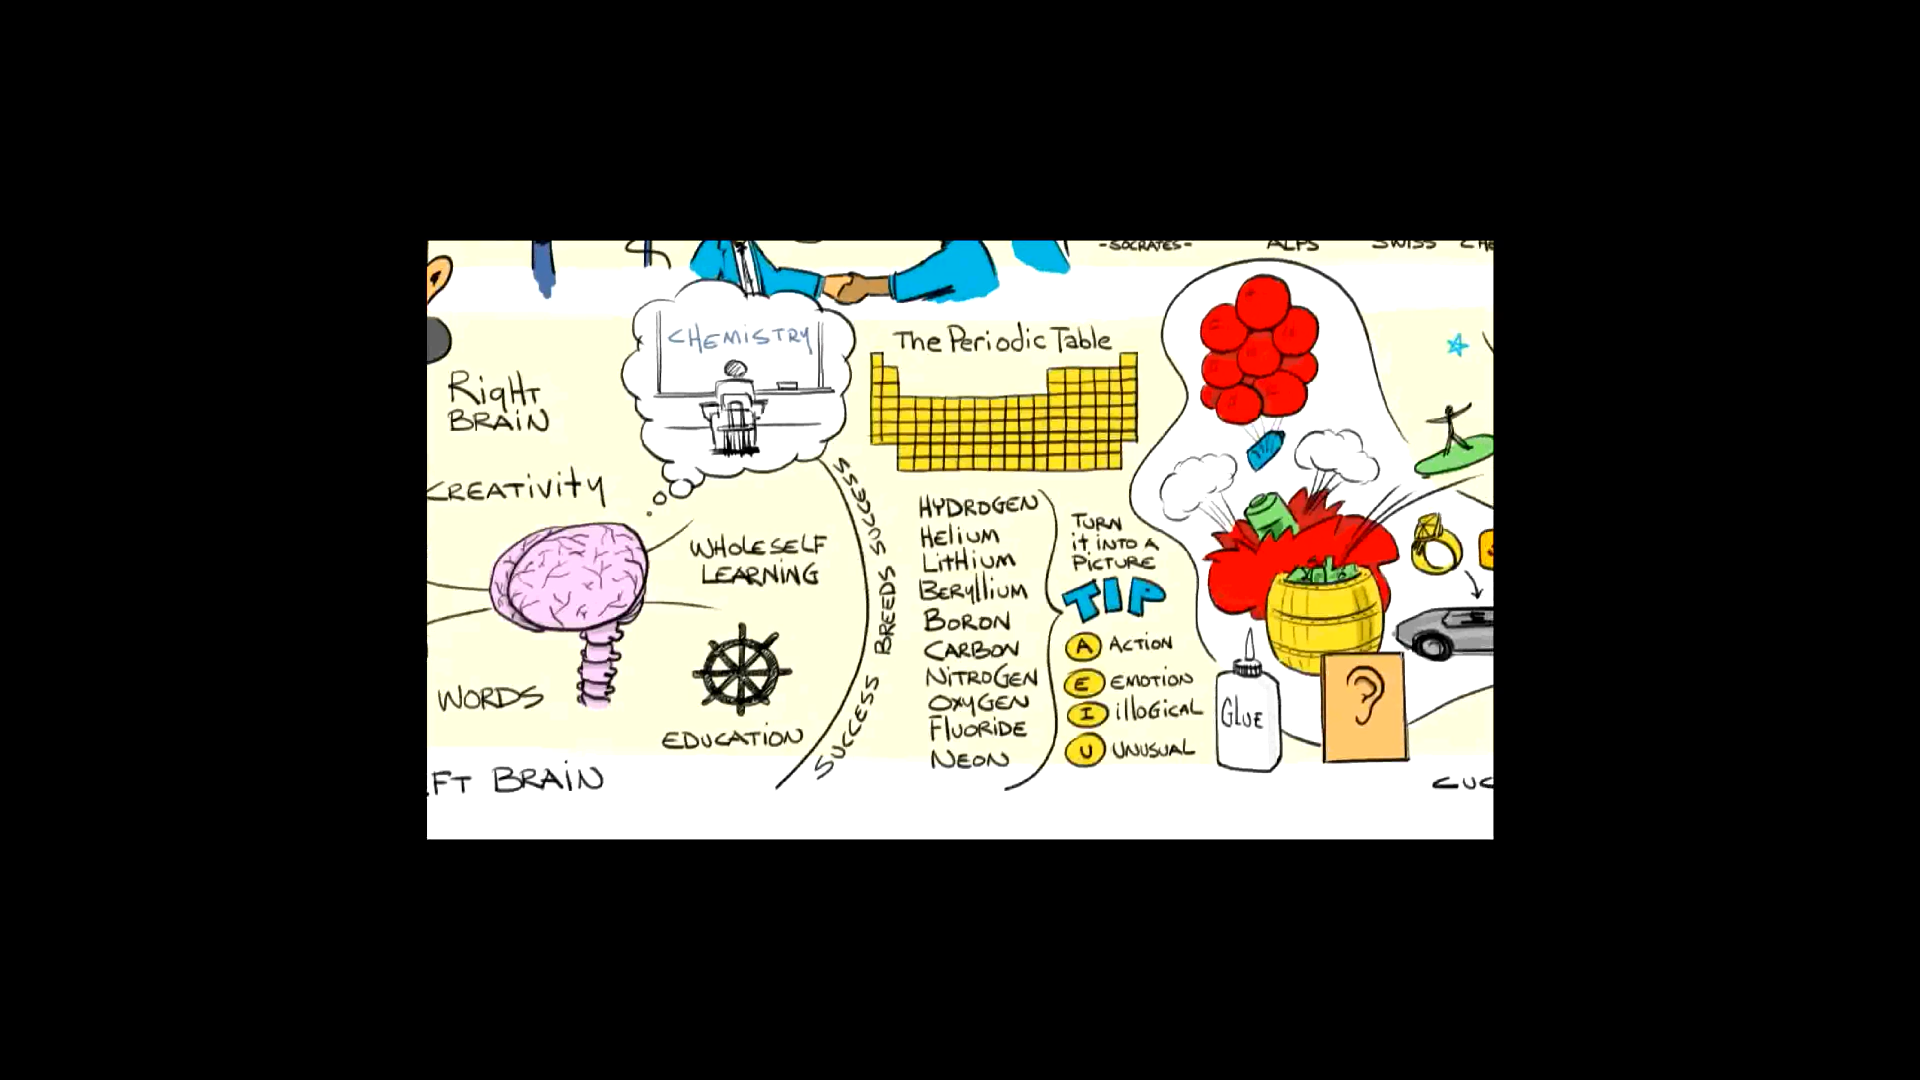 -SOCRATES-
ALPS
SWISS
CHEMISTRY
The Periodic Table
RigHT
BRAiN
CREATiViTy
WHOLE SELF
LEARNING
WORDS
EDUCATiON
FT BRAiN
SUCCESS BREEDS SUCCESS
HYDROGEN
HELiUM
LiTHiUM
BERylliUM
BORON
CARBON
NiTROGEN
OXYGEN
FluORiDE
NEON
TURN
iT iNTO A
PiCTURE
TIP
A ACTiON
E EMOTiON
I illOGiCAL
U UNUSUAL
GLUE